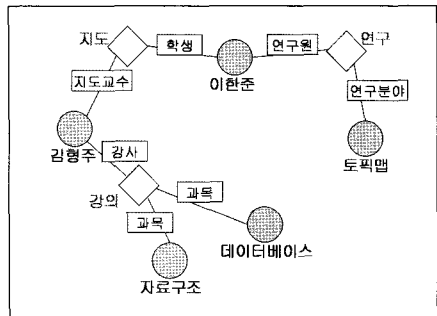 지도
학생
연구원
연구
이한준
지도교수
연구분야
김형주
강사
토픽맵
강의
과목
과목
데이터베이스
자료구조